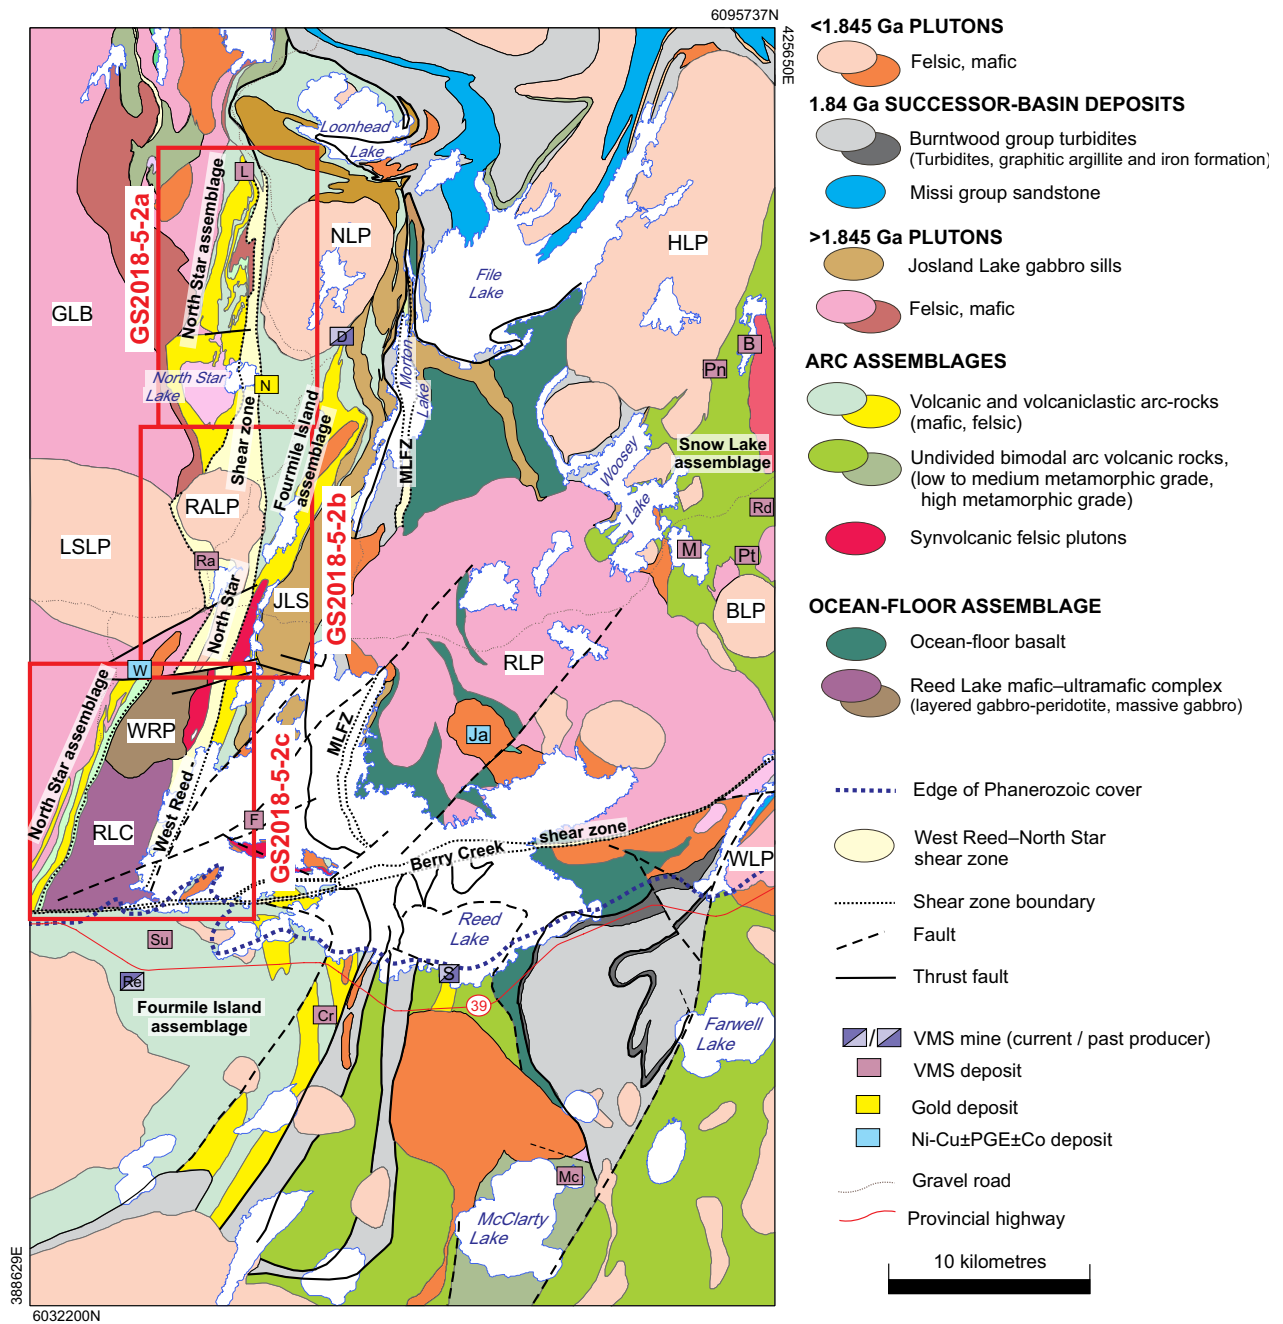 6095737N
425650E
Loonhead
Lake
L
North Star assemblage
GS2018-5-2a
NLP
HLP
File
Lake
GLB
D
Morton
Lake
B
Pn
North Star
Lake
N
Shear zone
Fourmile Island
assemblage
MLFZ
Snow Lake
assemblage
Woosey
Lake
RALP
GS2018-5-2b
Rd
LSLP
Ra
M
Pt
North Star
JLS
BLP
RLP
W
North Star assemblage
WRP
MLFZ
Ja
GS2018-5-2c
West Reed
RLC
F
Berry Creek
shear zone
WLP
Reed
Lake
Su
Re
S
39
Fourmile Island
assemblage
Cr
Farwell
Lake
Mc
McClarty
Lake
388629E
6032200N
<1.845 Ga PLUTONS
Felsic, mafic
1.84 Ga SUCCESSOR-BASIN DEPOSITS
Burntwood group turbidites
(Turbidites, graphitic argillite and iron formation)
Missi group sandstone
>1.845 Ga PLUTONS
Josland Lake gabbro sills
Felsic, mafic
ARC ASSEMBLAGES
Volcanic and volcaniclastic arc-rocks
(mafic, felsic)
Undivided bimodal arc volcanic rocks,
(low to medium metamorphic grade,
high metamorphic grade)
Synvolcanic felsic plutons
OCEAN-FLOOR ASSEMBLAGE
Ocean-floor basalt
Reed Lake mafic–ultramafic complex
(layered gabbro-peridotite, massive gabbro)
Edge of Phanerozoic cover
West Reed–North Star
shear zone
Shear zone boundary
Fault
Thrust fault
/ VMS mine (current / past producer)
VMS deposit
Gold deposit
Ni-Cu±PGE±Co deposit
Gravel road
Provincial highway
10 kilometres